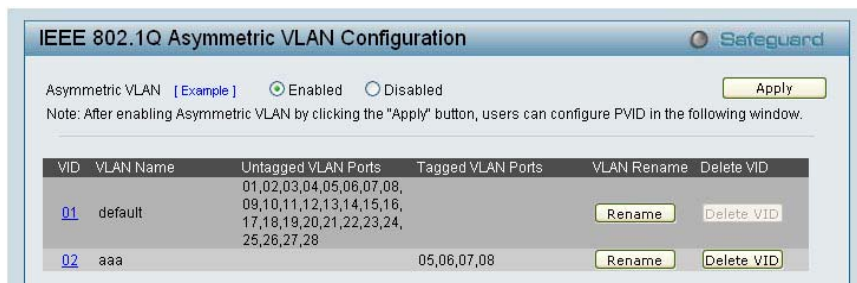 IEEE 802.1Q Asymmetric VLAN Configuration Safeguard
Asymmetric VLAN [ Example ] Enabled Disabled Apply
Note: After enabling Asymmetric VLAN by clicking the "Apply" button, users can configure PVID in the following window.
VID VLAN Name Untagged VLAN Ports Tagged VLAN Ports VLAN Rename Delete VID
01,02,03,04,05,06,07,08,
09,10,11,12,13,14,15,16,
01 default Rename Delete VID
17,18,19,20,21,22,23,24,
25,26,27,28
02 aaa 05,06,07,08 Rename Delete VID